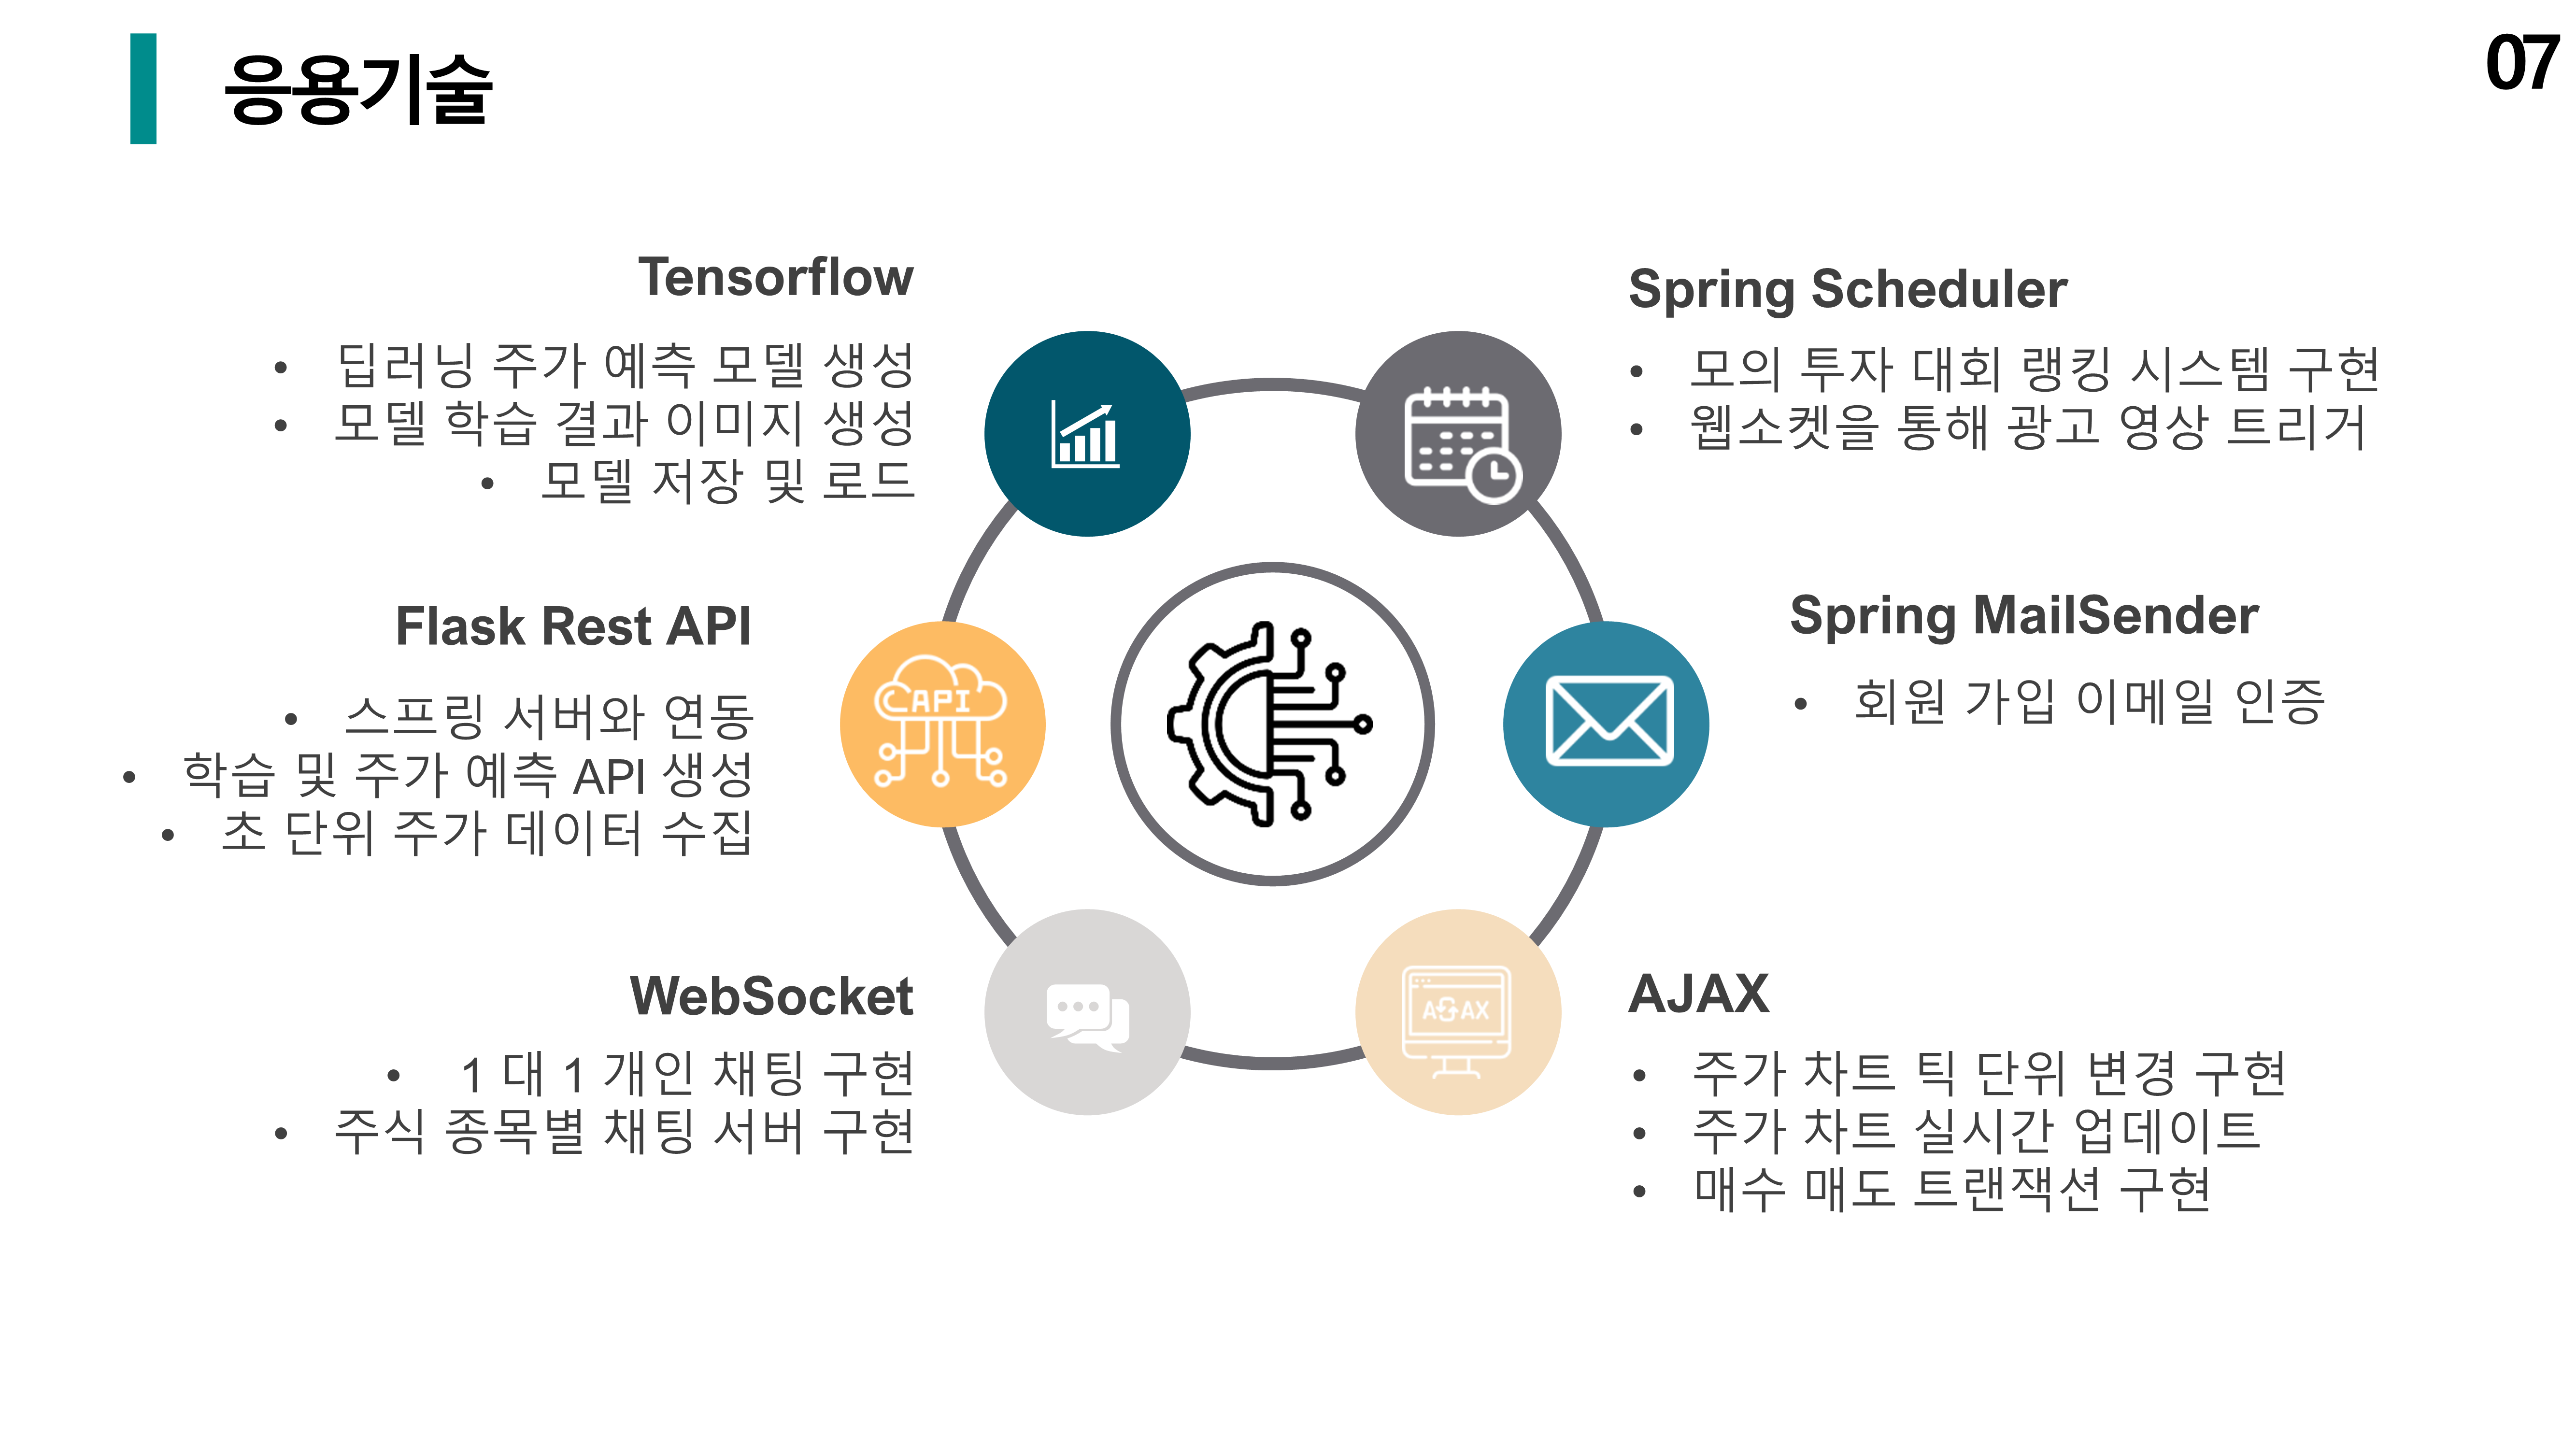 응용기술
07
Tensorflow
• 딥러닝 주가 예측 모델 생성
• 모델 학습 결과 이미지 생성
• 모델 저장 및 로드
Flask Rest API
• 스프링 서버와 연동
• 학습 및 주가 예측 API 생성
• 초 단위 주가 데이터 수집
WebSocket
• 1 대 1 개인 채팅 구현
• 주식 종목별 채팅 서버 구현
API
Spring Scheduler
• 모의 투자 대회 랭킹 시스템 구현
• 웹소켓을 통해 광고 영상 트리거
Spring MailSender
• 회원 가입 이메일 인증
AJAX
AJAX
• 주가 차트 틱 단위 변경 구현
• 주가 차트 실시간 업데이트
• 매수 매도 트랜잭션 구현